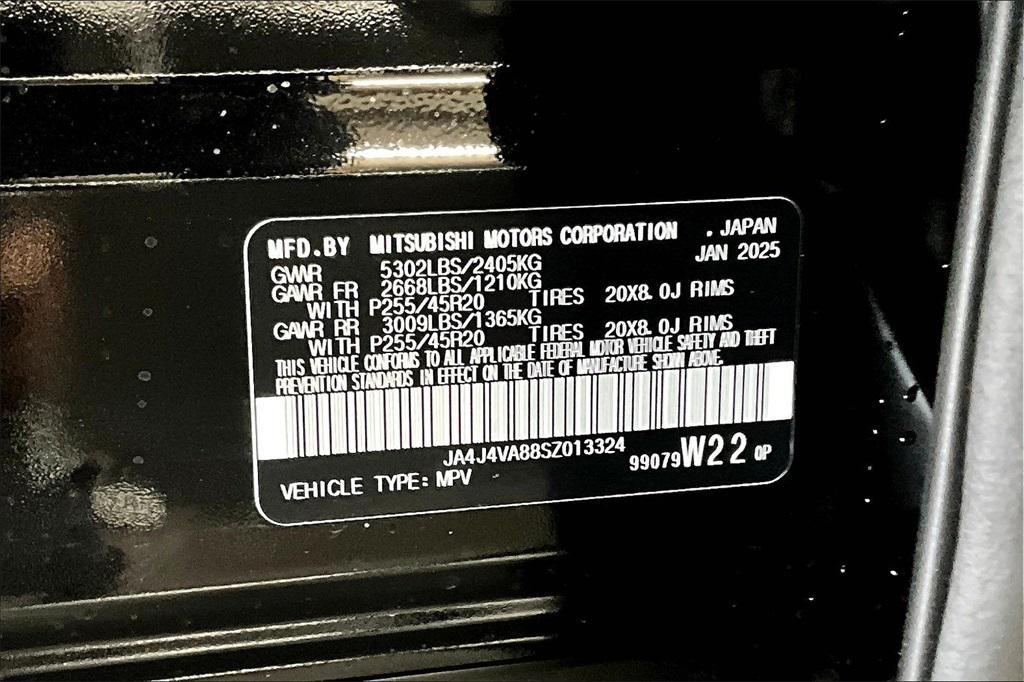 MFD.BY MITSUBISHI MOTORS CORPORATION . JAPAN
JAN 2025
GWR 5302LBS/2405KG
GAWR FR 2668LBS/1210KG
WITH P255/45R20 TIRES 20X8.0J RIMS
GAWR RR 3009LBS/1365KG
WITH P255/45R20 TIRES 20X8.0J RIMS
THIS VEHICLE CONFORMS TO ALL APPLICABLE FEDERAL MOTOR VEHICLE SAFETY AND THEFT
PREVENTION STANDARDS IN EFFECT ON THE DATE OF MANUFACTURE SHOWN ABOVE.
JA4J4VA88SZ013324
99079W22 OP
VEHICLE TYPE: MPV